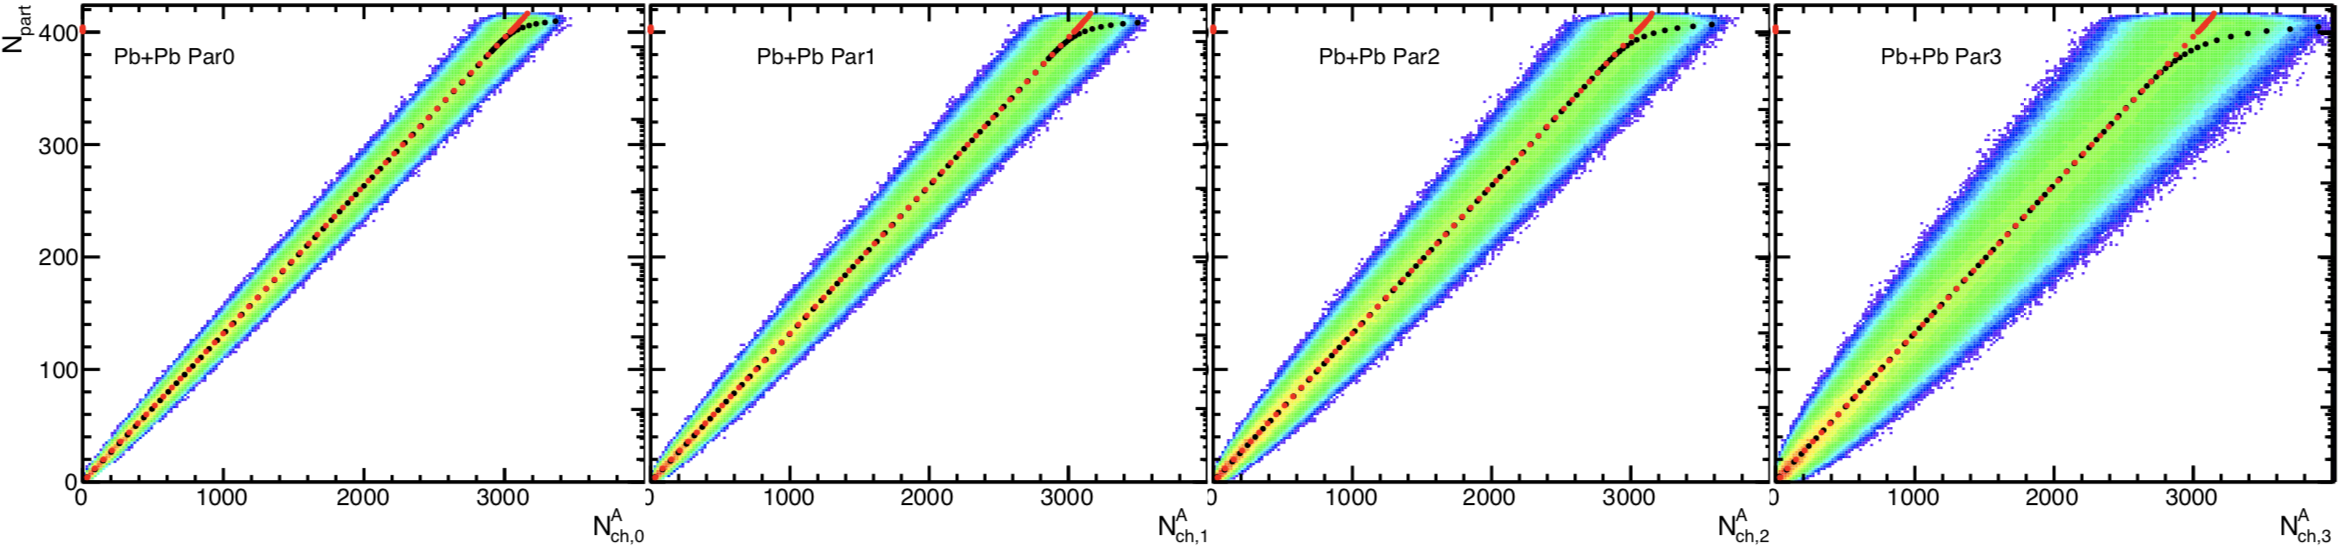 N_part
400
300
200
100
0
Pb+Pb Par0
Pb+Pb Par1
Pb+Pb Par2
Pb+Pb Par3
0 1000 2000 3000
0 1000 2000 3000
0 1000 2000 3000
0 1000 2000 3000
N^A_ch,0
N^A_ch,1
N^A_ch,2
N^A_ch,3